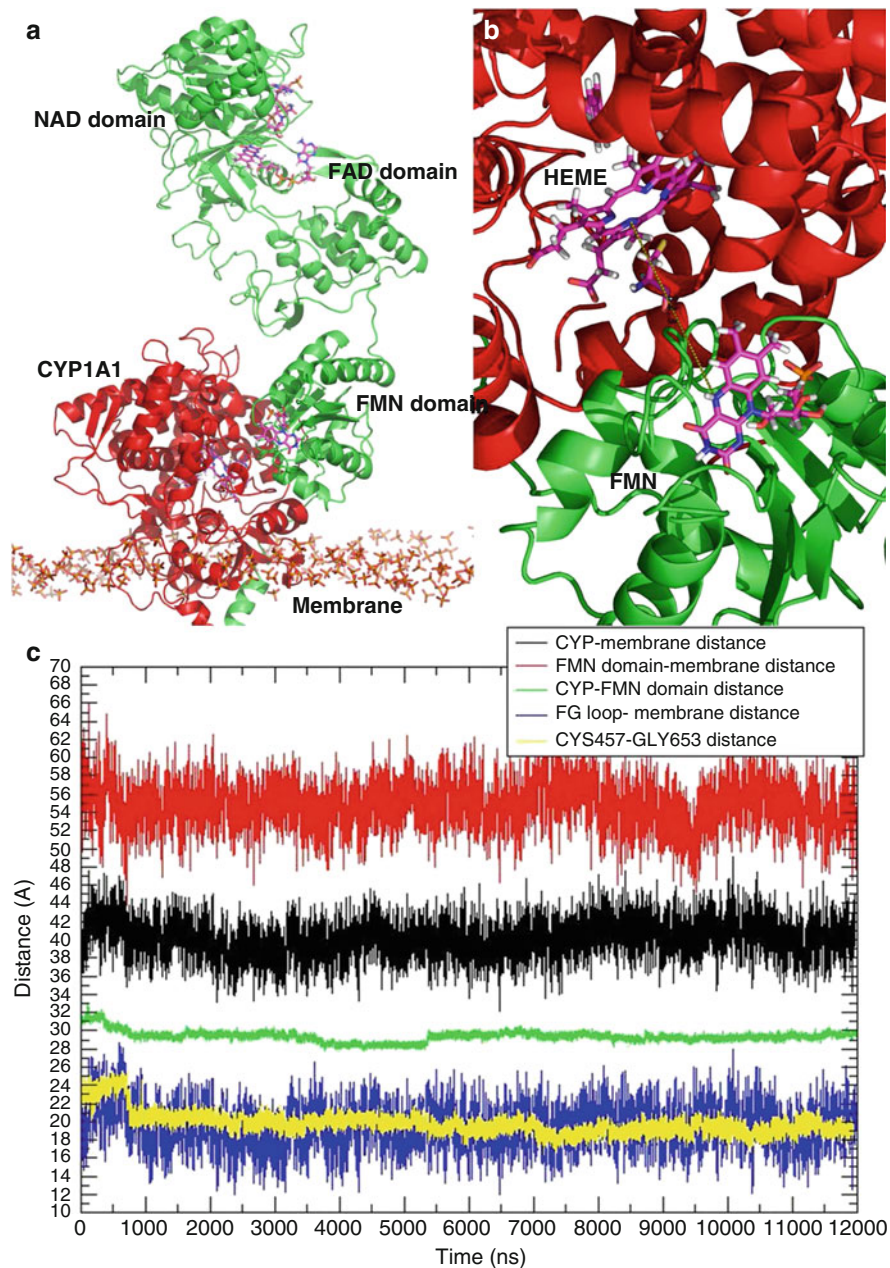 a
NAD domain
FAD domain
CYP1A1
FMN domain
Membrane
b
HEME
FMN
c
CYP-membrane distance
FMN domain-membrane distance
CYP-FMN domain distance
FG loop- membrane distance
CYS457-GLY653 distance
Distance (A)
70
68
66
64
62
60
58
56
54
52
50
48
46
44
42
40
38
36
34
32
30
28
26
24
22
20
18
16
14
12
10
0 1000 2000 3000 4000 5000 6000 7000 8000 9000 10000 11000 12000
Time (ns)